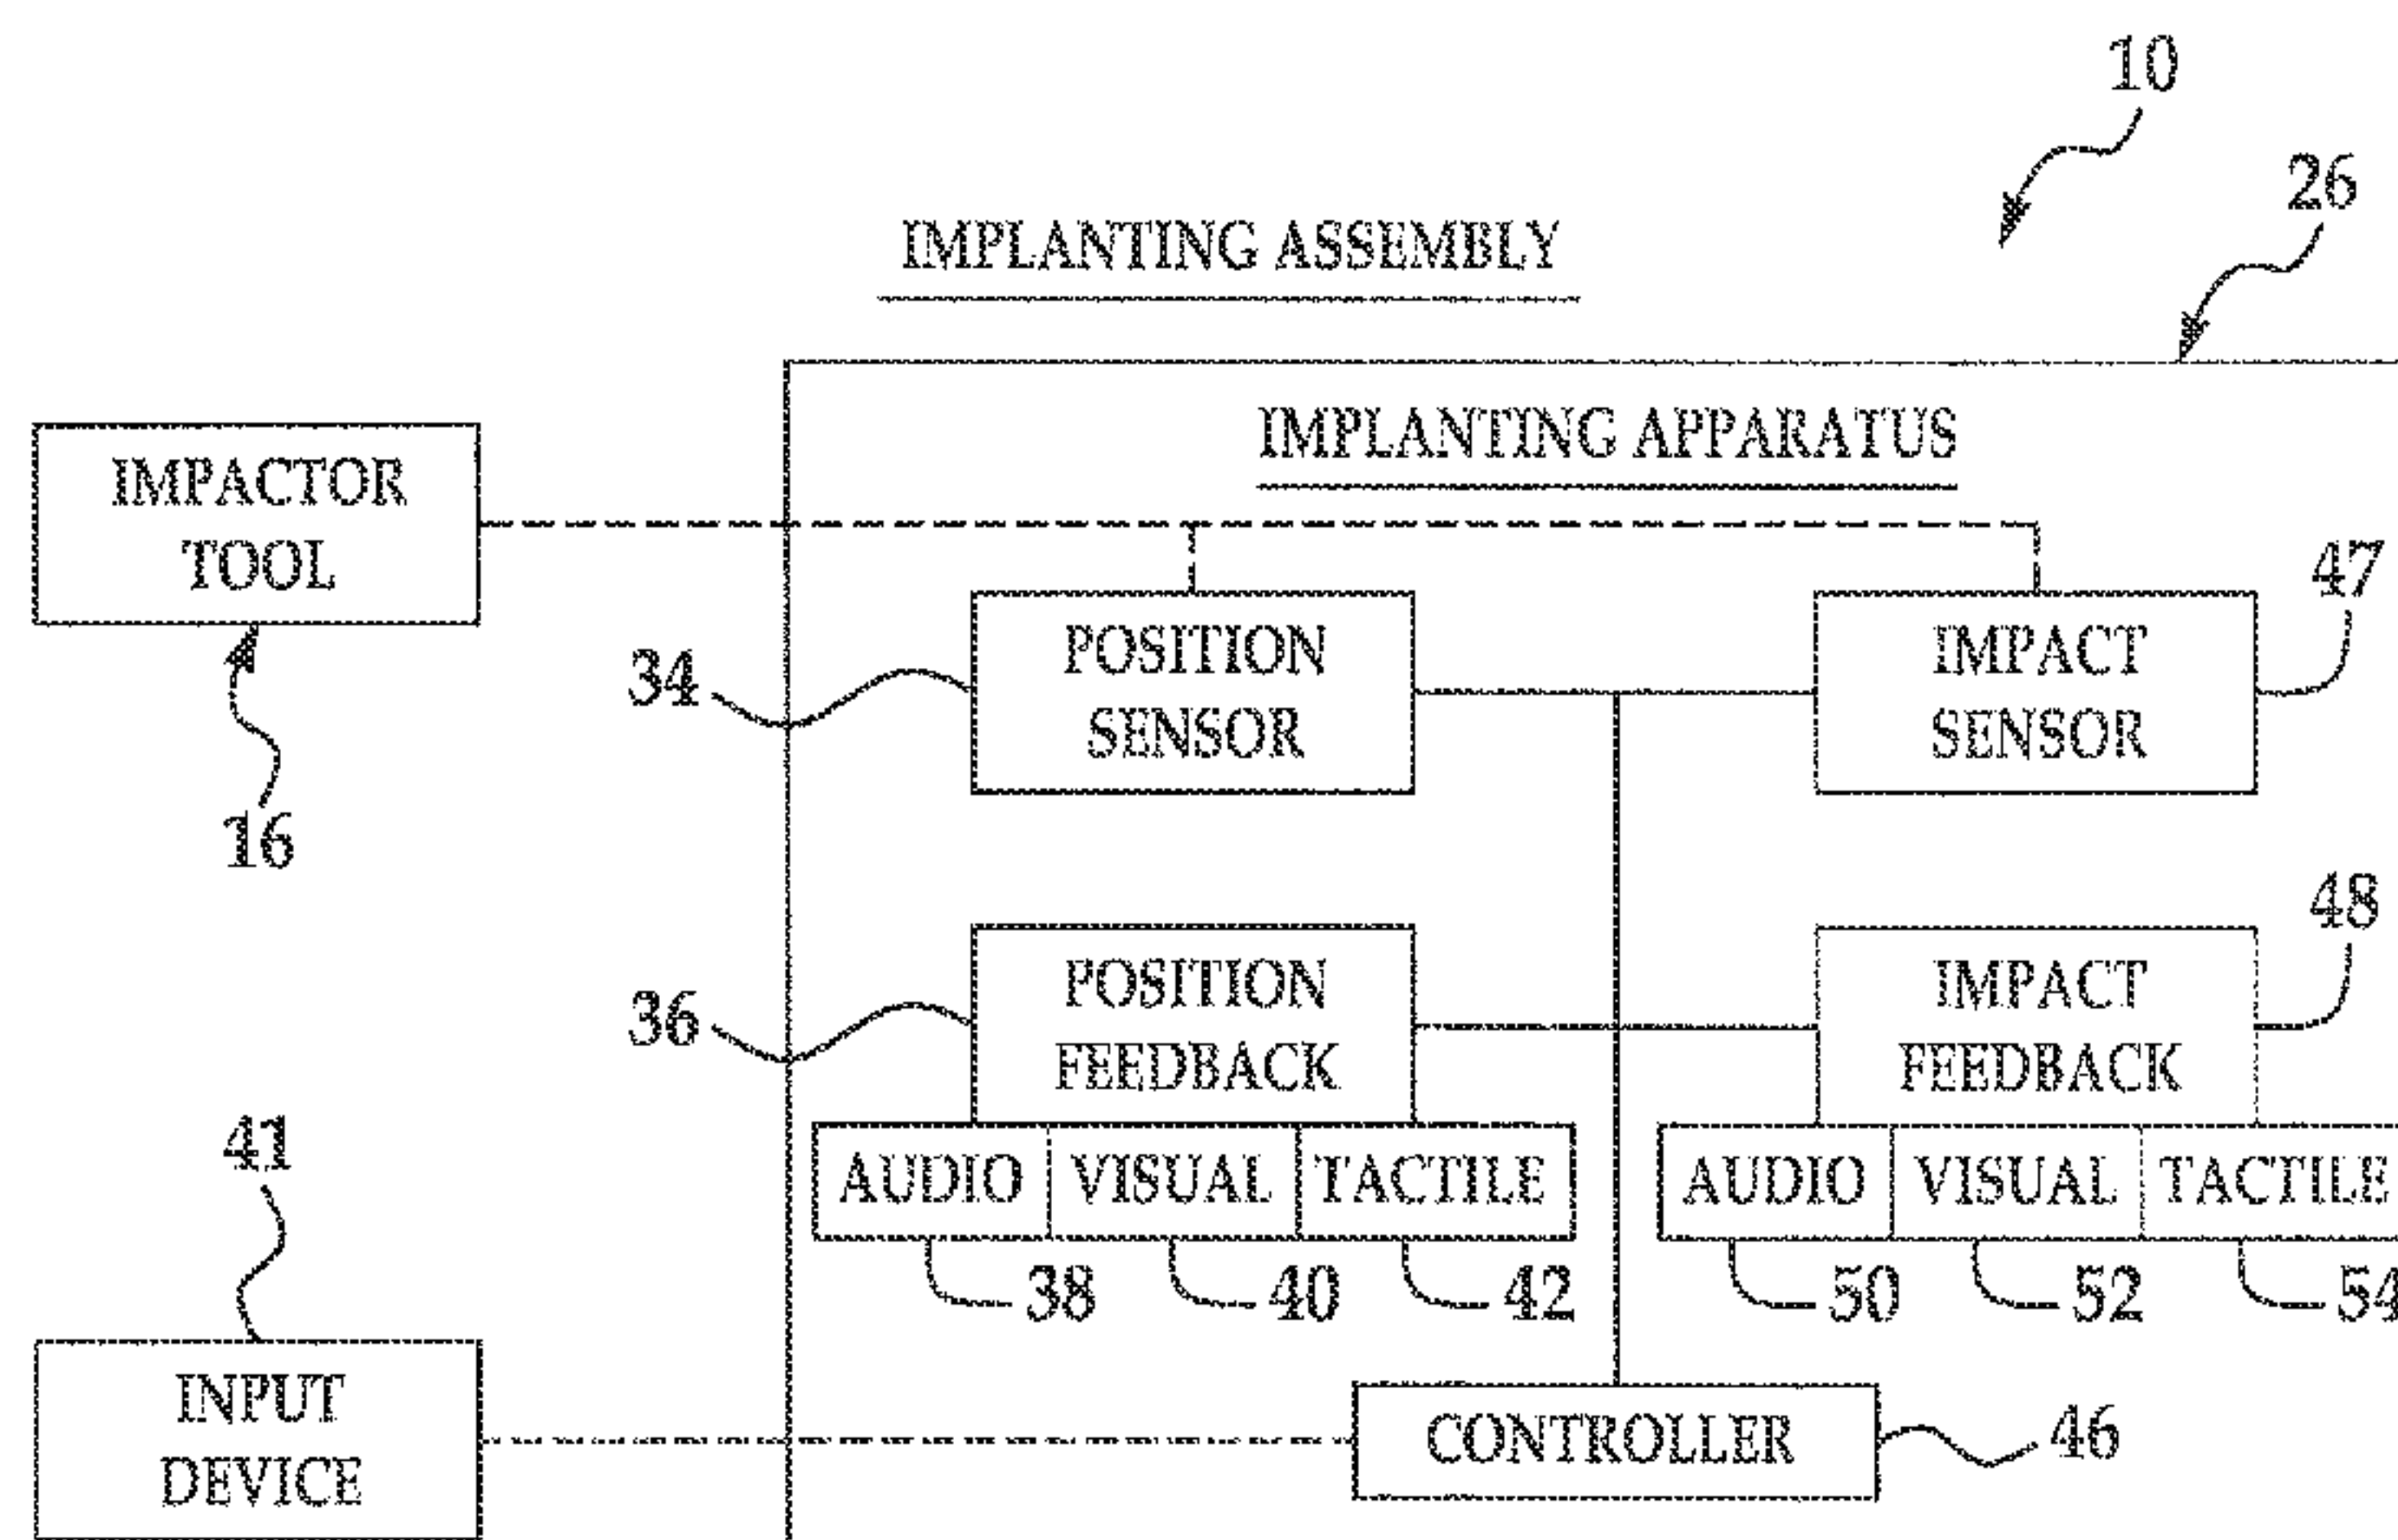 10
26
IMPLANTING ASSEMBLY
IMPLANTING APPARATUS
IMPACTOR
TOOL
16
34
POSITION
SENSOR
IMPACT
SENSOR
47
36
POSITION
FEEDBACK
IMPACT
FEEDBACK
48
AUDIO VISUAL TACTILE
AUDIO VISUAL TACTILE
38 40 42
50 52 54
41
INPUT
DEVICE
CONTROLLER
46